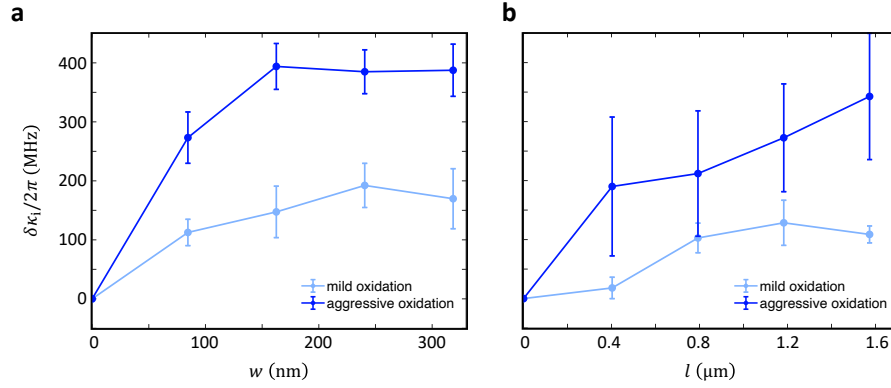 a
400
300
200
100
0
δκᵢ/2π (MHz)
mild oxidation
aggressive oxidation
0 100 200 300
w (nm)
b
mild oxidation
aggressive oxidation
0 0.4 0.8 1.2 1.6
l (µm)